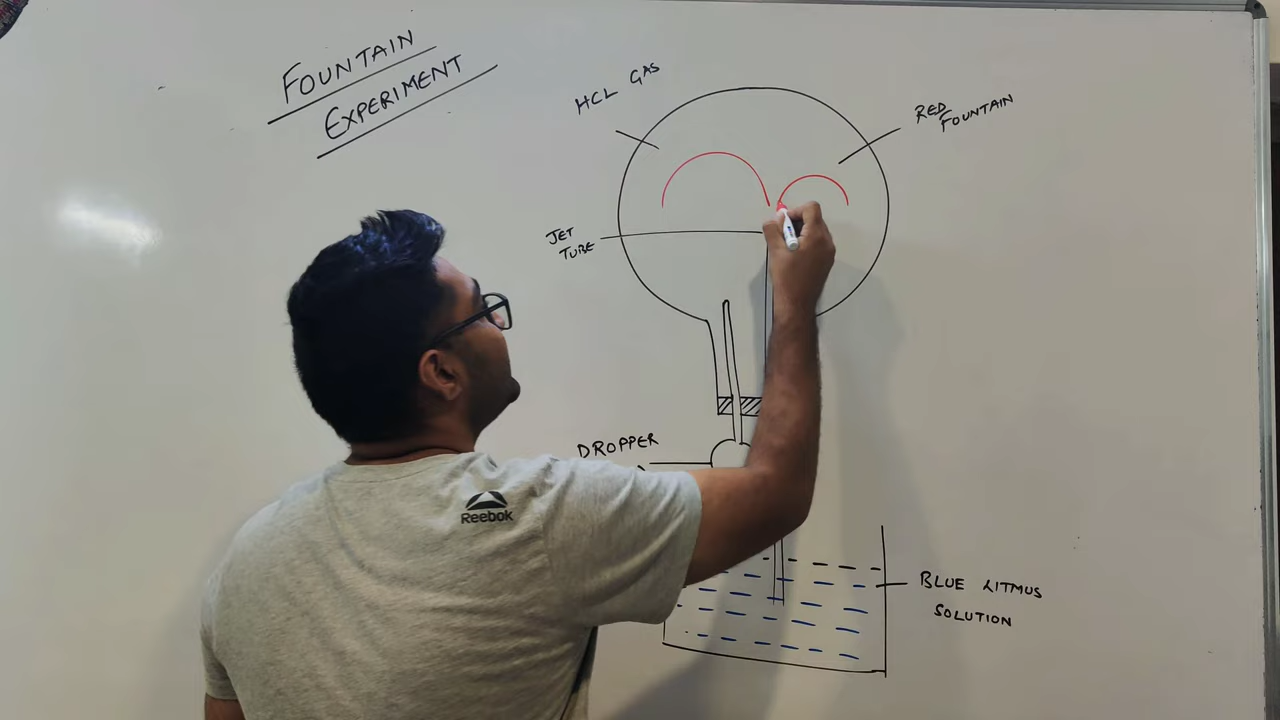 FOUNTAIN
EXPERIMENT
HCL GAS
RED
FOUNTAIN
JET
TUBE
DROPPER
Reebok
BLUE LITMUS
SOLUTION